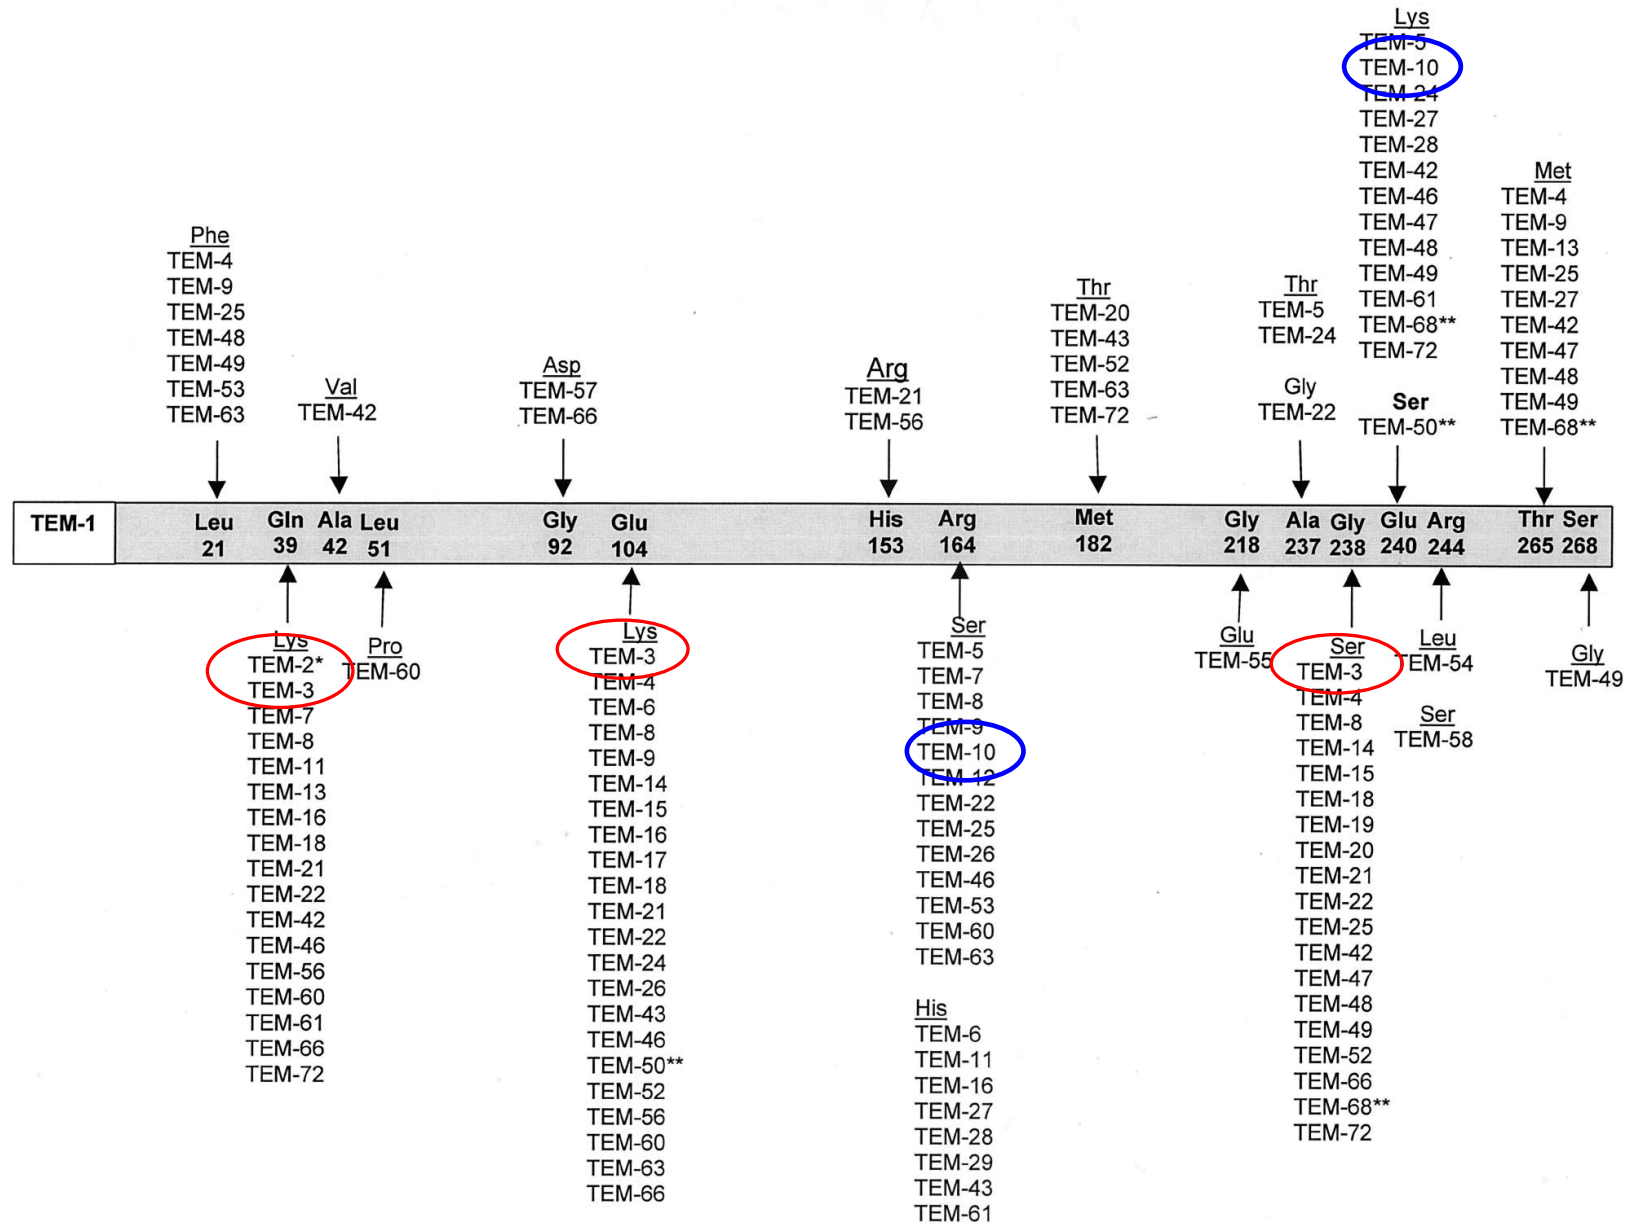 Phe
TEM-4
TEM-9
TEM-25
TEM-48
TEM-49
TEM-53
TEM-63
Val
TEM-42
Asp
TEM-57
TEM-66
Arg
TEM-21
TEM-56
Thr
TEM-20
TEM-43
TEM-52
TEM-63
TEM-72
Thr
TEM-5
TEM-24
Gly
TEM-22
Lys
TEM-5
TEM-10
TEM-24
TEM-27
TEM-28
TEM-42
TEM-46
TEM-47
TEM-48
TEM-49
TEM-61
TEM-68**
TEM-72
Ser
TEM-50**
Met
TEM-4
TEM-9
TEM-13
TEM-25
TEM-27
TEM-42
TEM-47
TEM-48
TEM-49
TEM-68**
TEM-1 Leu Gln Ala Leu Gly Glu His Arg Met Gly Ala Gly Glu Arg Thr Ser
21 39 42 51 92 104 153 164 182 218 237 238 240 244 265 268
Lys
TEM-2*
TEM-3
TEM-7
TEM-8
TEM-11
TEM-13
TEM-16
TEM-18
TEM-21
TEM-22
TEM-42
TEM-46
TEM-56
TEM-60
TEM-61
TEM-66
TEM-72
Pro
TEM-60
Lys
TEM-3
TEM-4
TEM-6
TEM-8
TEM-9
TEM-14
TEM-15
TEM-16
TEM-17
TEM-18
TEM-21
TEM-22
TEM-24
TEM-26
TEM-43
TEM-46
TEM-50**
TEM-52
TEM-56
TEM-60
TEM-63
TEM-66
Ser
TEM-5
TEM-7
TEM-8
TEM-9
TEM-10
TEM-12
TEM-22
TEM-25
TEM-26
TEM-46
TEM-53
TEM-60
TEM-63
His
TEM-6
TEM-11
TEM-16
TEM-27
TEM-28
TEM-29
TEM-43
TEM-61
Glu
TEM-55
Ser
TEM-3
TEM-4
TEM-8
TEM-14
TEM-15
TEM-18
TEM-19
TEM-20
TEM-21
TEM-22
TEM-25
TEM-42
TEM-47
TEM-48
TEM-49
TEM-52
TEM-66
TEM-68**
TEM-72
Leu
TEM-54
Ser
TEM-58
Gly
TEM-49